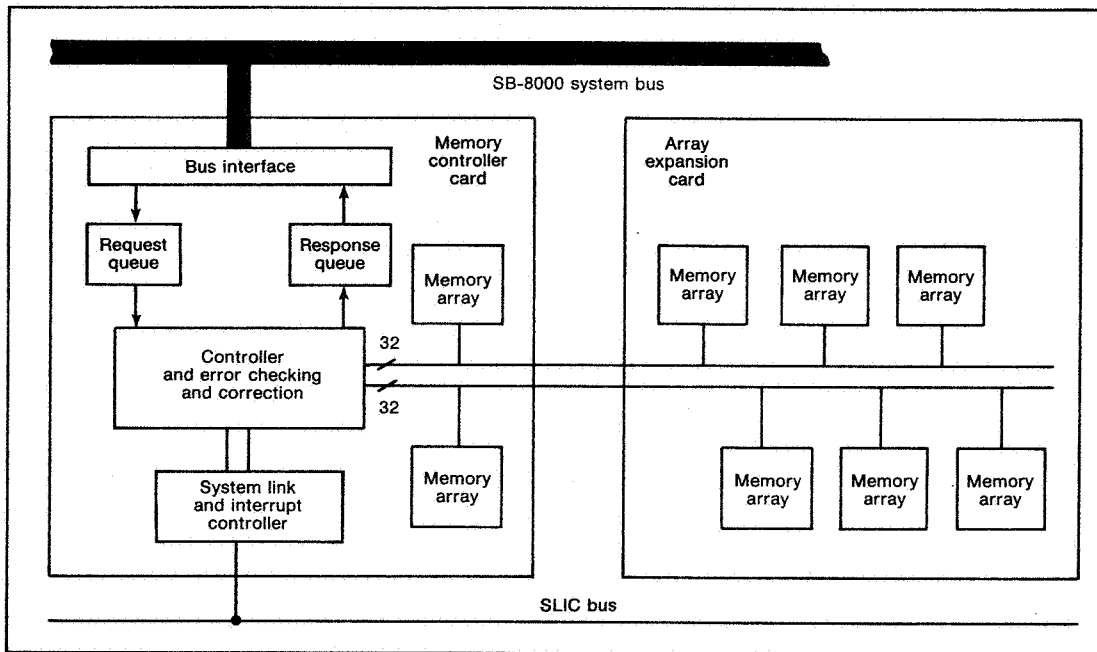 SB-8000 system bus
Memory
controller
card
Bus interface
Request
queue
Response
queue
Memory
array
Controller
and error checking
and correction
32
32
System link
and interrupt
controller
Memory
array
Array
expansion
card
Memory
array
Memory
array
Memory
array
Memory
array
Memory
array
Memory
array
SLIC bus